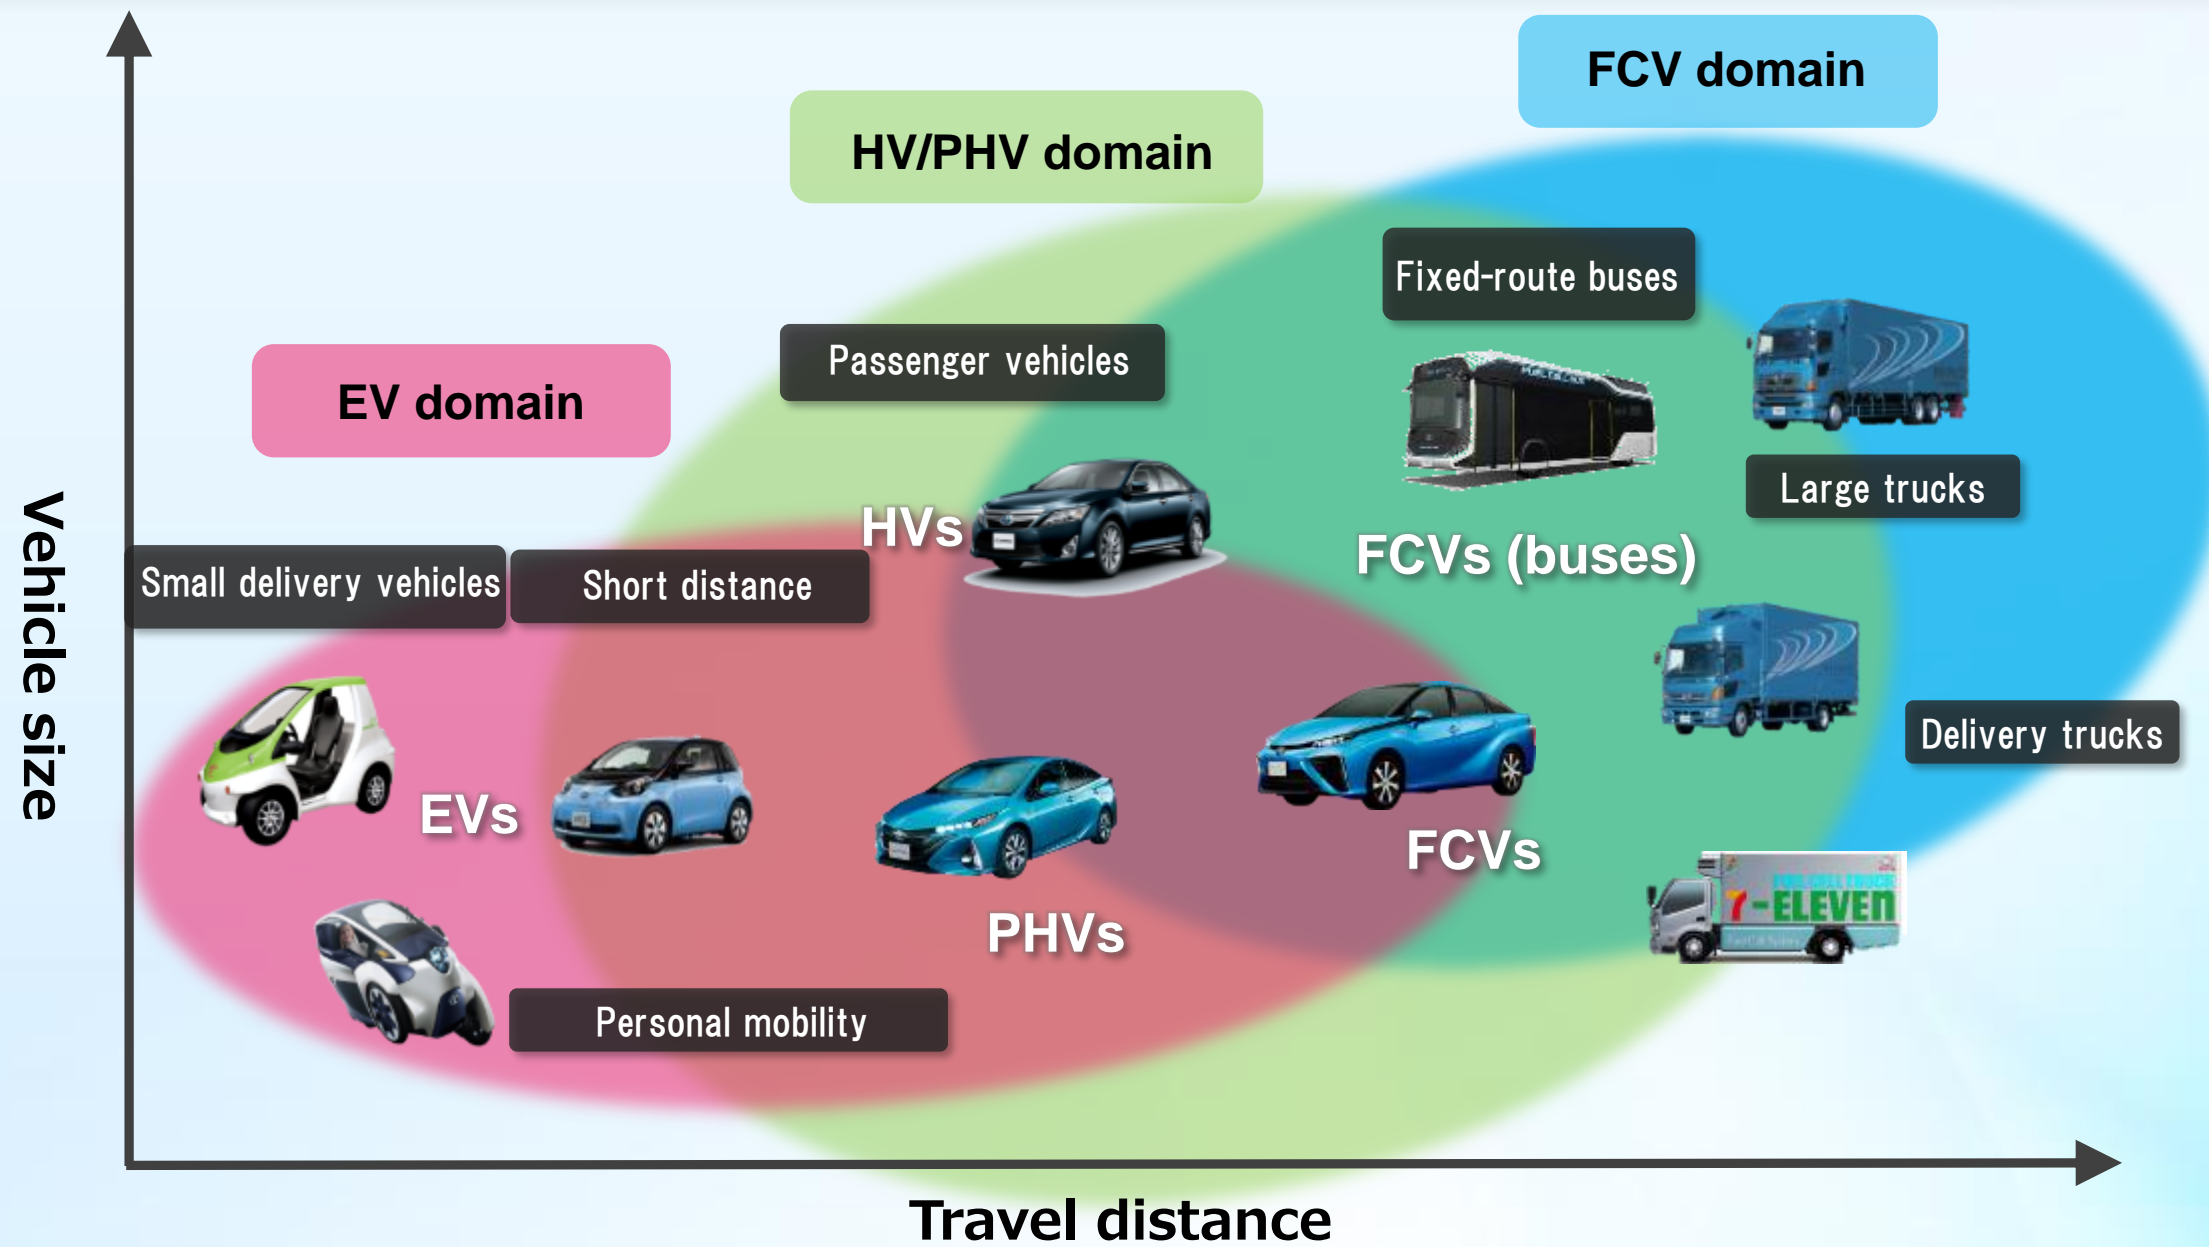 FCV domain
HV/PHV domain
Fixed-route buses
Passenger vehicles
EV domain
Large trucks
HVs
FCVs (buses)
Small delivery vehicles
Short distance
Vehicle size
Delivery trucks
EVs
FCVs
7-ELEVEN
PHVs
Personal mobility
Travel distance